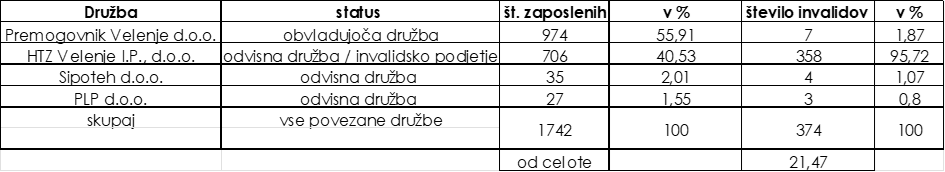 Družba status št. zaposlenih v % število invalidov v %
Premogovnik Velenje d.o.o. obvladujoča družba 974 55,91 7 1,87
HTZ Velenje I.P., d.o.o. odvisna družba / invalidsko podjetje 706 40,53 358 95,72
Sipoteh d.o.o. odvisna družba 35 2,01 4 1,07
PLP d.o.o. odvisna družba 27 1,55 3 0,8
skupaj vse povezane družbe 1742 100 374 100
od celote 21,47